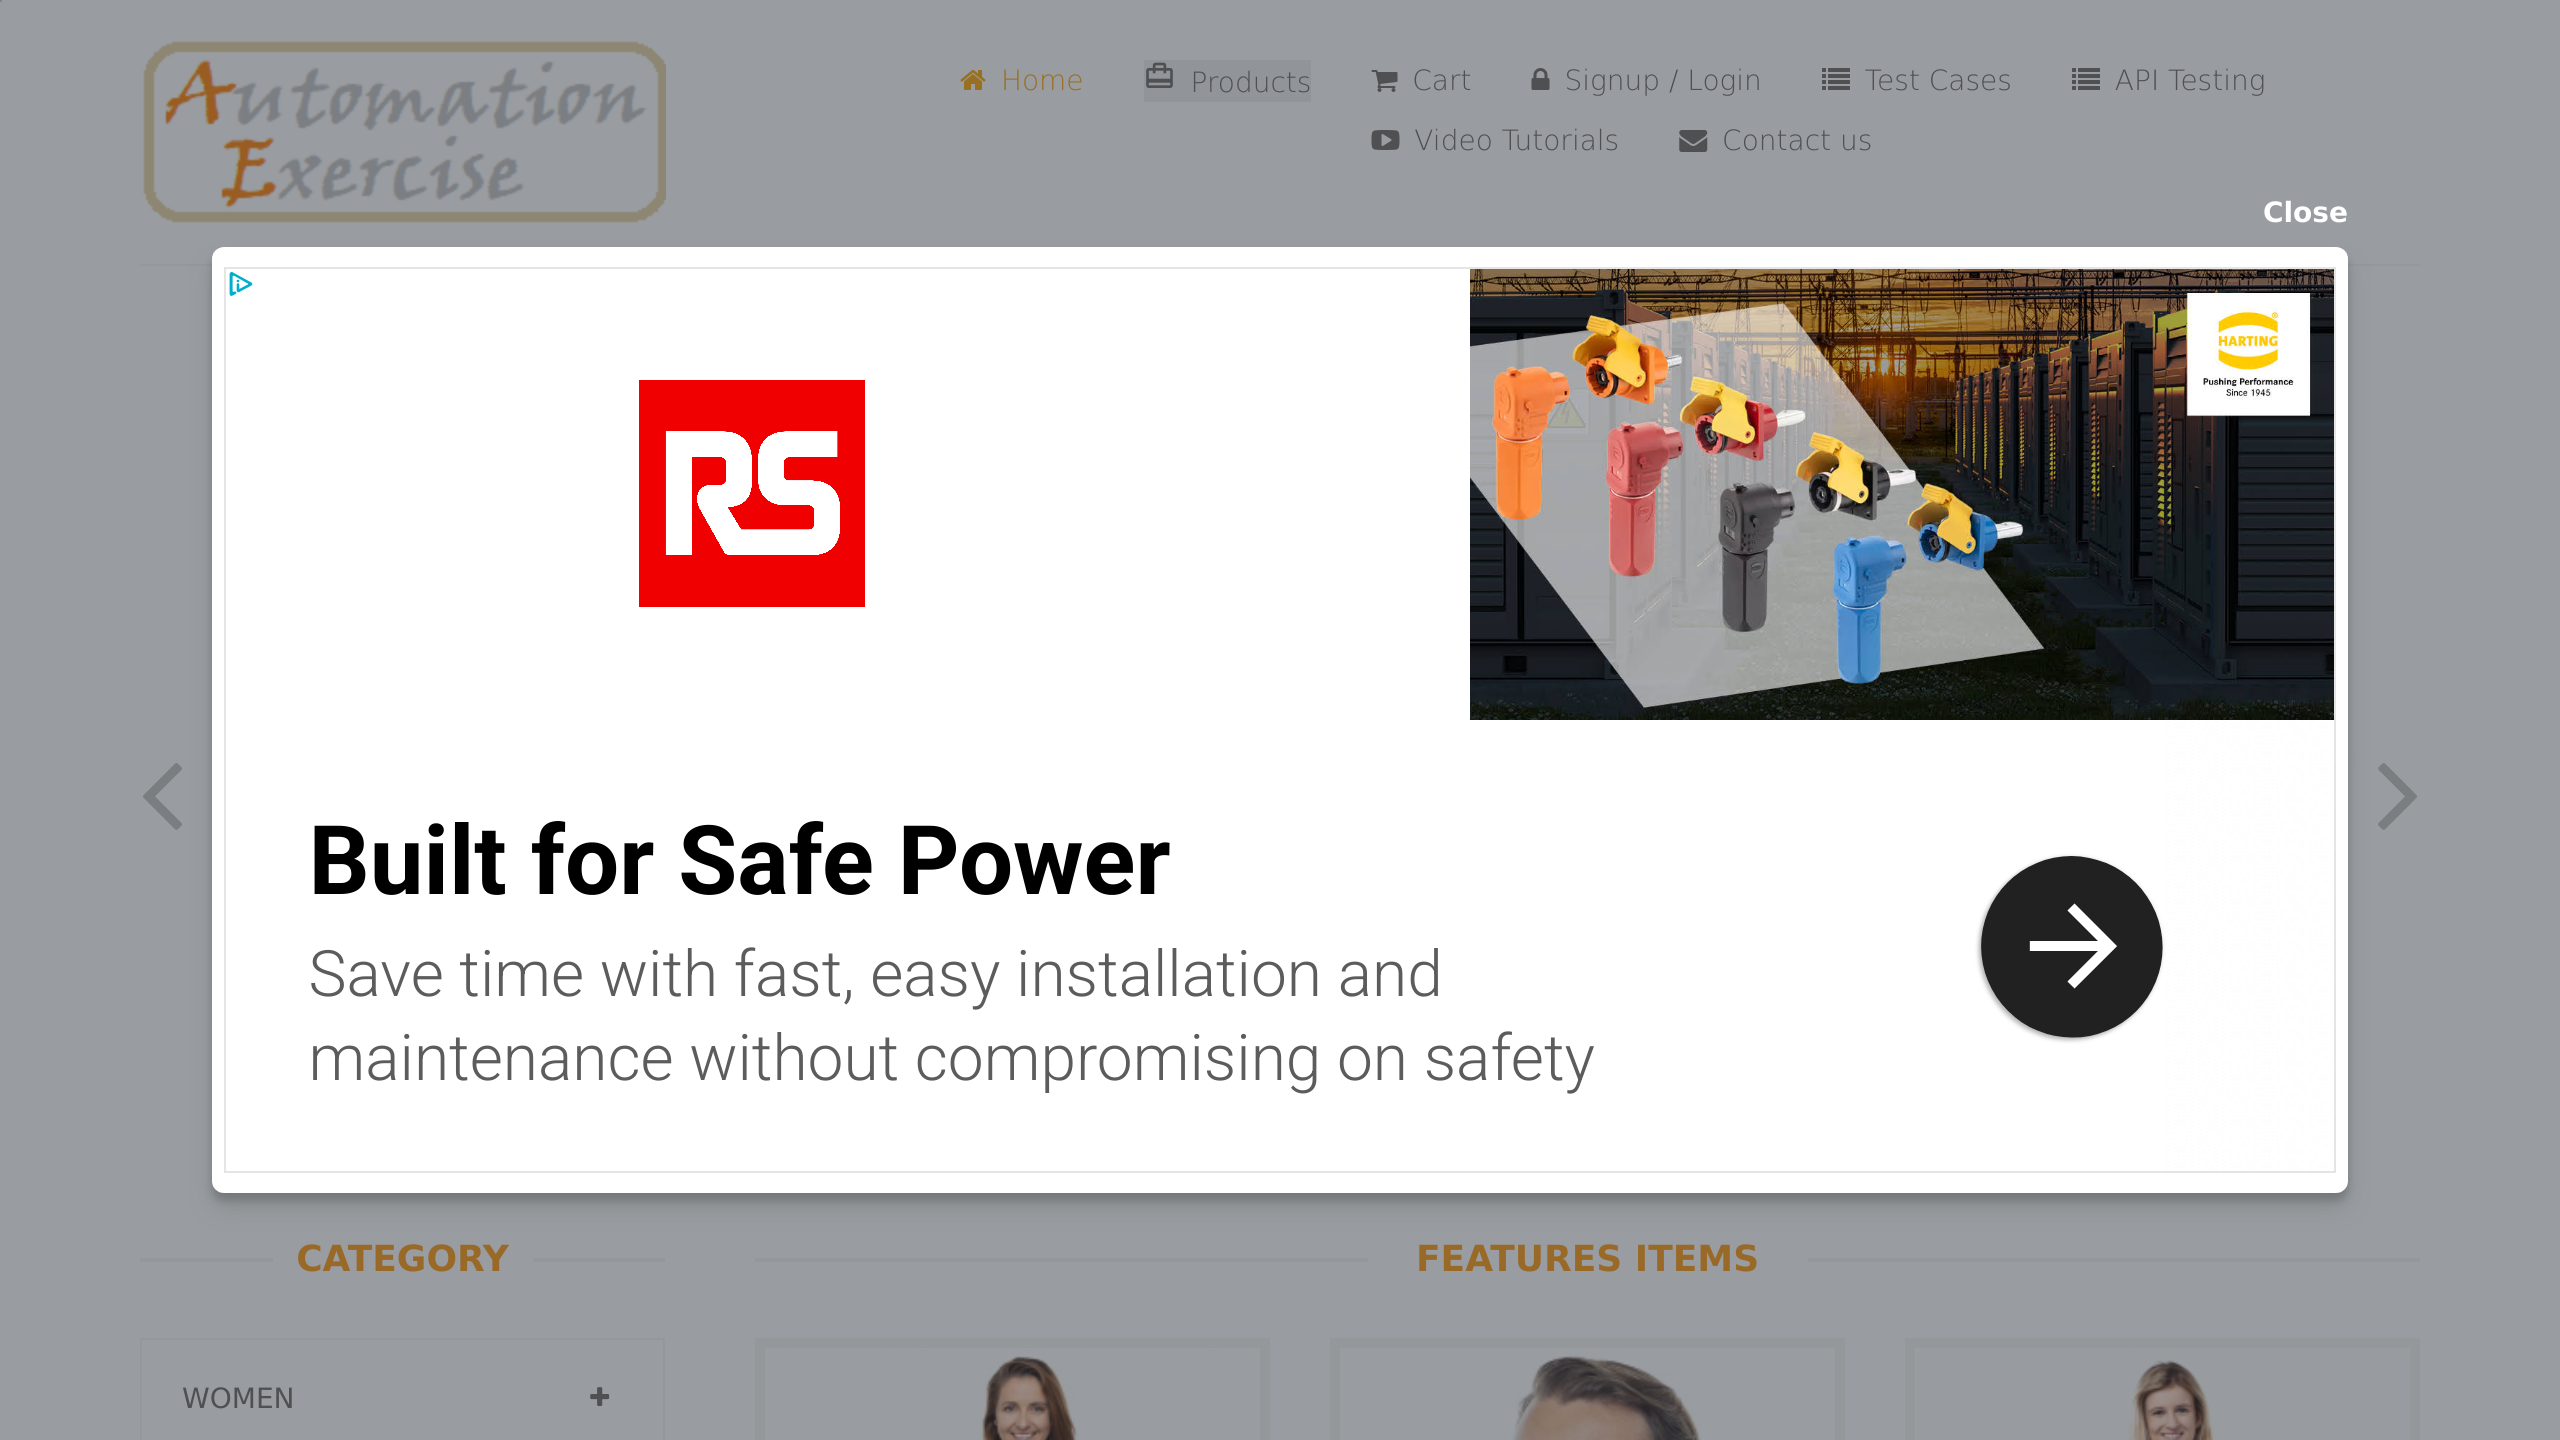 Automation
Exercise
Home
Products
Cart
Signup / Login
Test Cases
API Testing
Video Tutorials
Contact us
Close
RS
HARTING
®
Pushing Performance
Since 1945
Built for Safe Power
Save time with fast, easy installation and
maintenance without compromising on safety
CATEGORY
FEATURES ITEMS
WOMEN